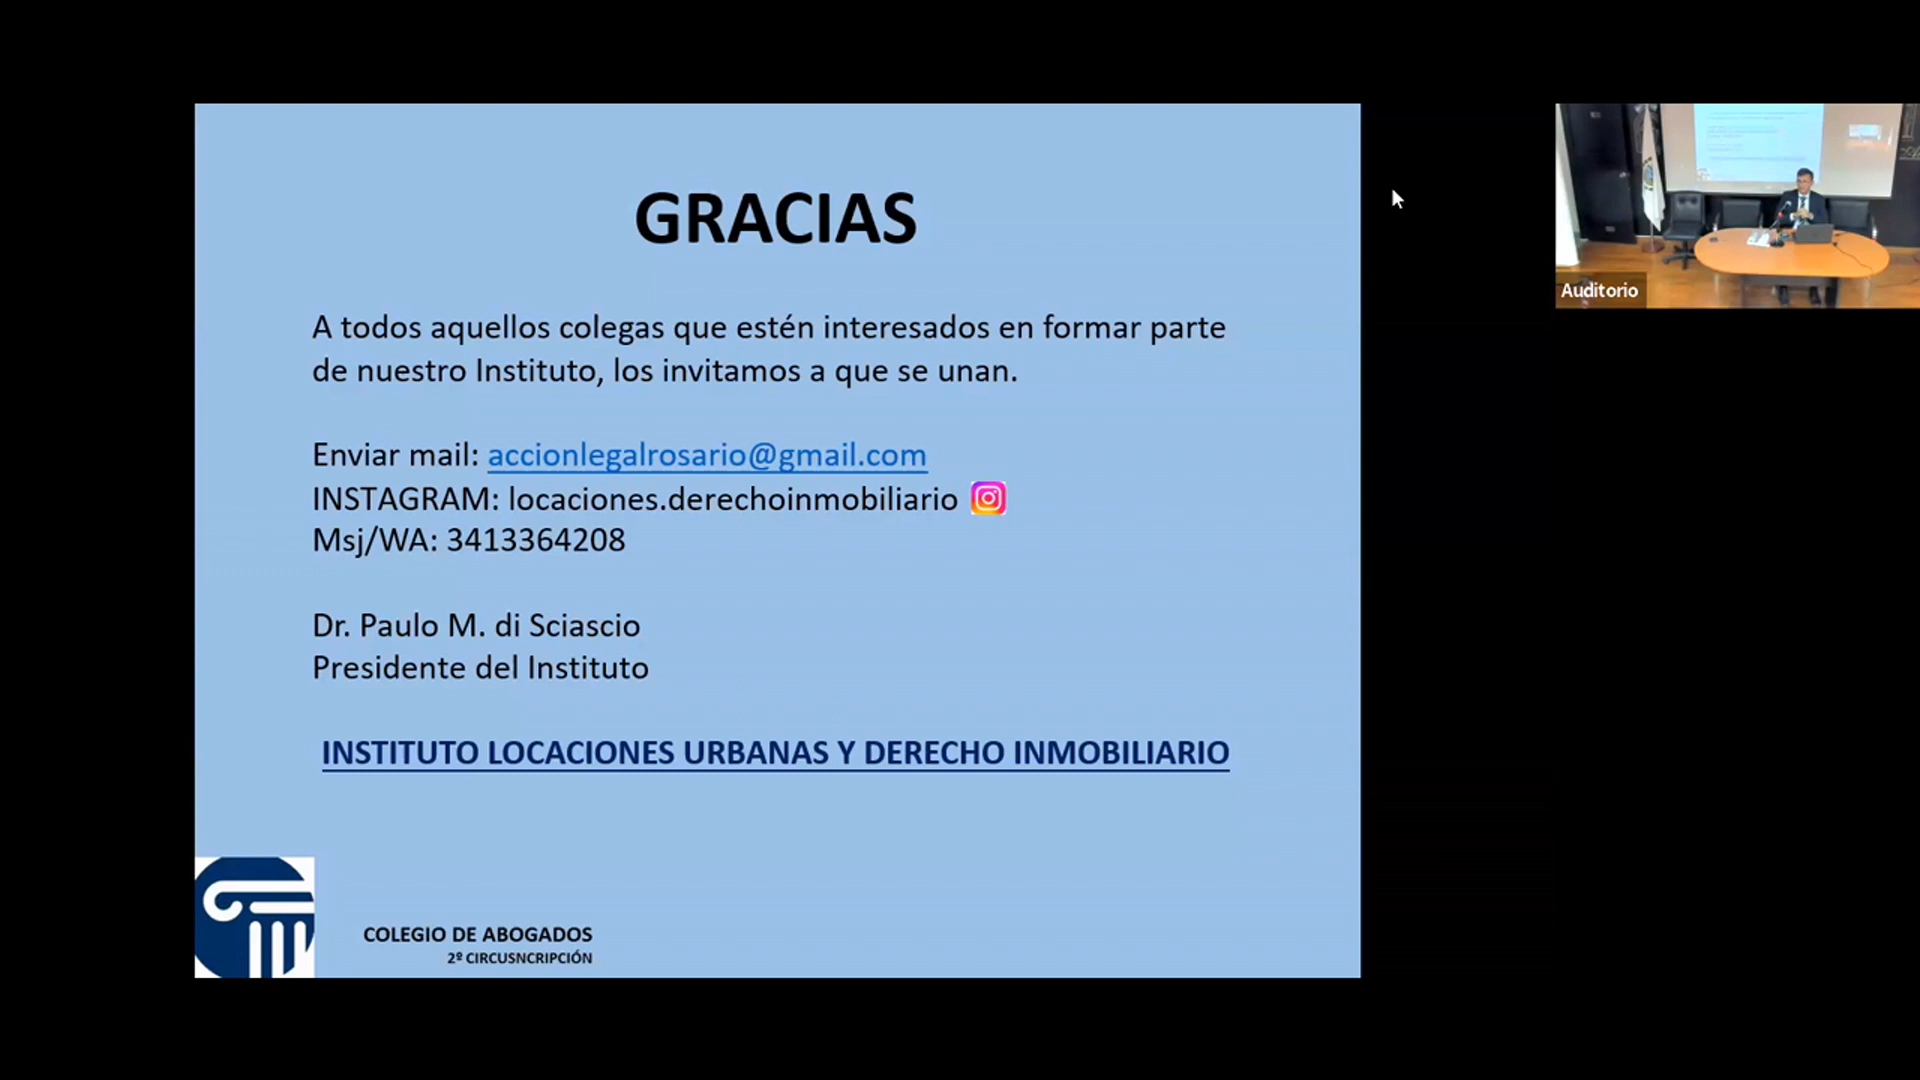 GRACIAS
A todos aquellos colegas que estén interesados en formar parte
de nuestro Instituto, los invitamos a que se unan.
Enviar mail: accionlegalrosario@gmail.com
INSTAGRAM: locaciones.derechoinmobiliario
Msj/WA: 3413364208
Dr. Paulo M. di Sciascio
Presidente del Instituto
INSTITUTO LOCACIONES URBANAS Y DERECHO INMOBILIARIO
COLEGIO DE ABOGADOS
2º CIRCUSNCRIPCIÓN
Auditorio